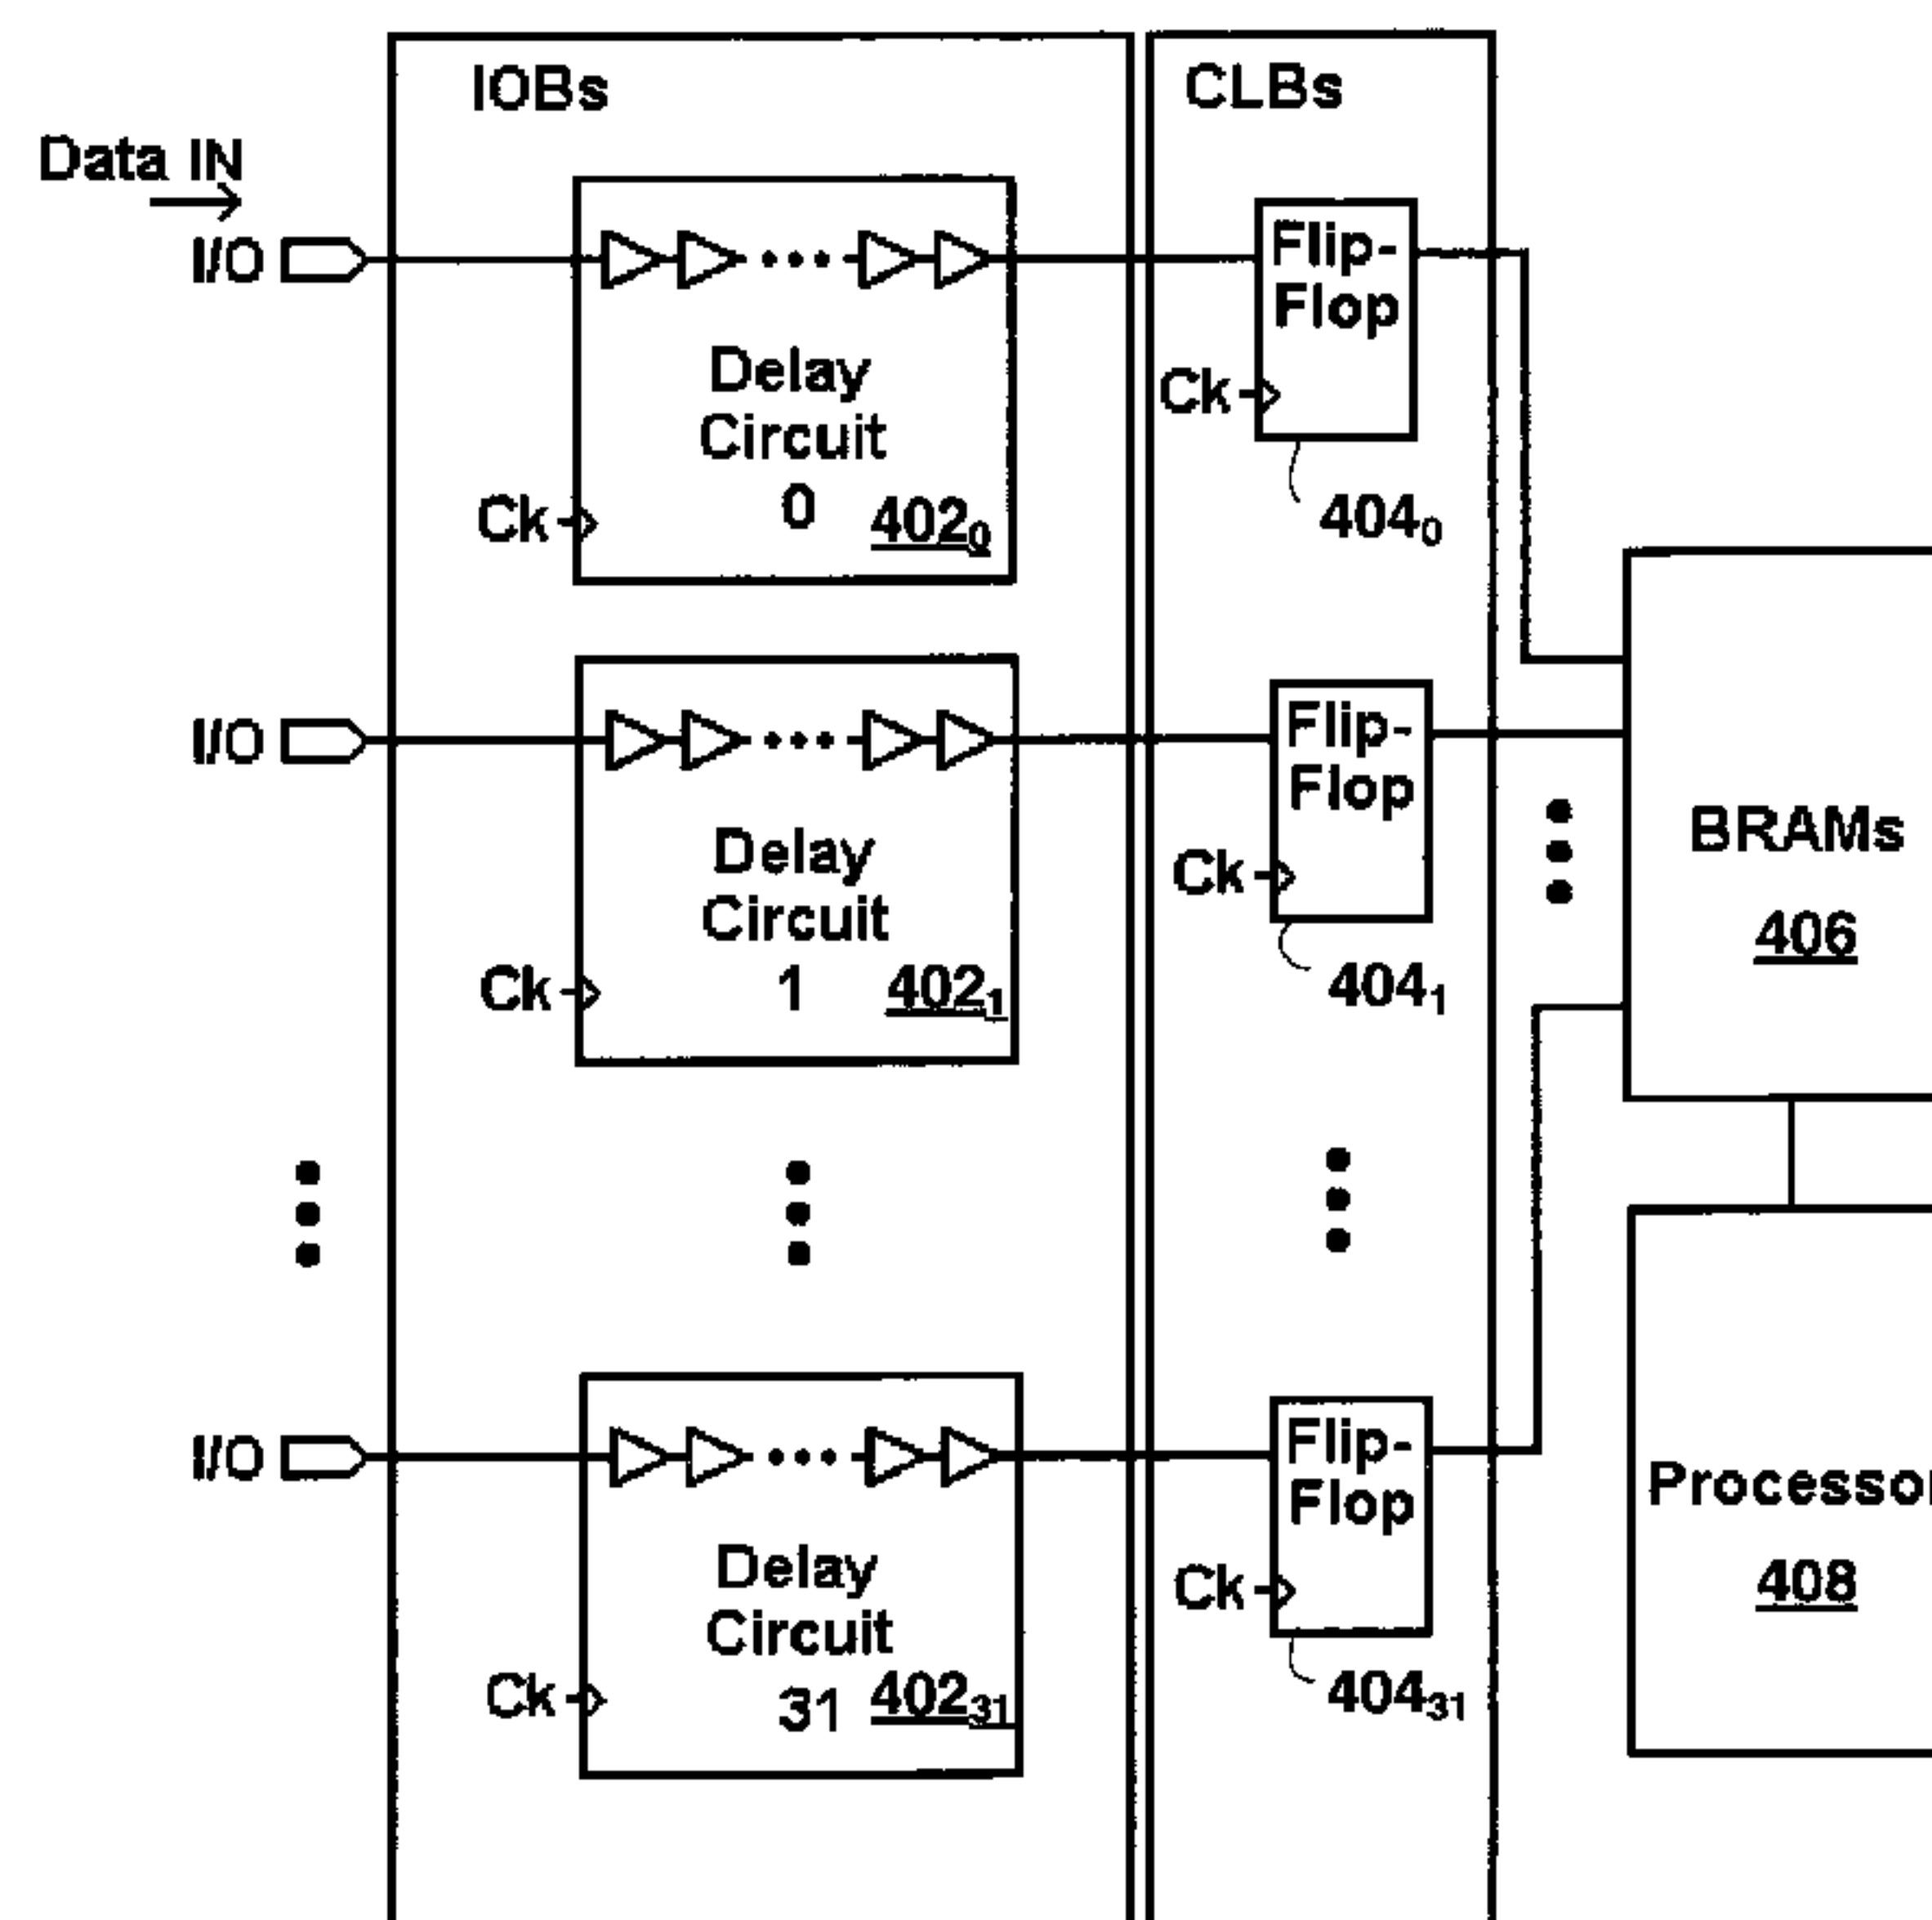 IOBs
CLBs
Data IN
I/O
Flip-
Flop
Delay
Circuit
0
Ck
Ck
402₀
404₀
I/O
Flip-
Flop
Delay
Circuit
1
Ck
Ck
402₁
404₁
BRAMs
406
I/O
Flip-
Flop
Delay
Circuit
31
Ck
Ck
402₃₁
404₃₁
Processor
408